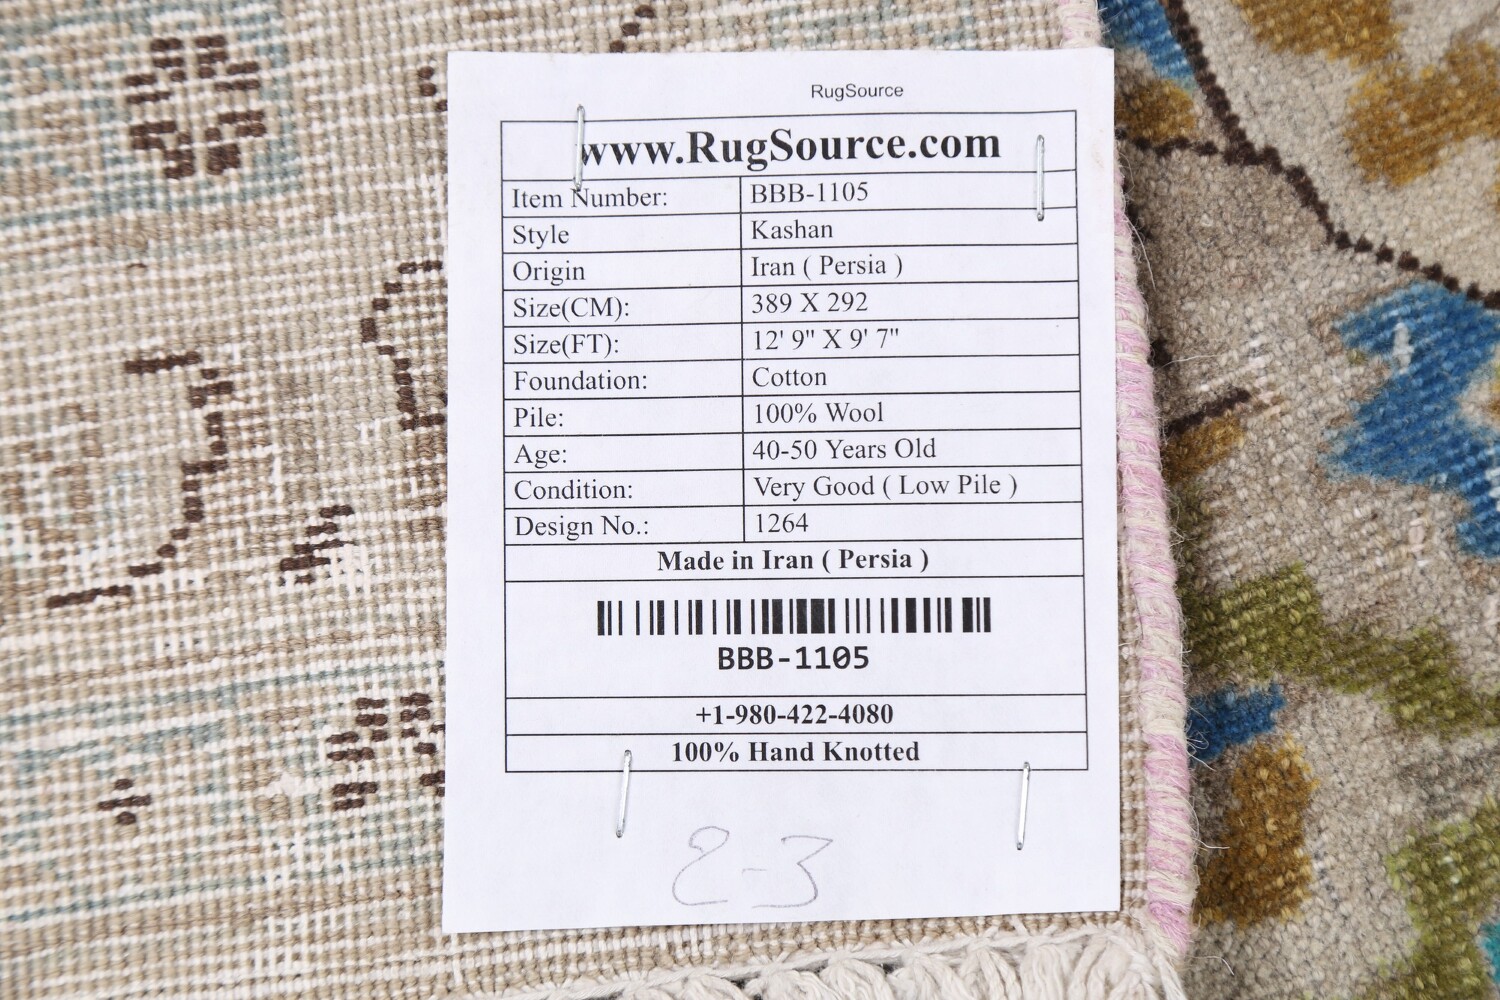 RugSource
www.RugSource.com
Item Number: BBB-1105
Style Kashan
Origin Iran ( Persia )
Size(CM): 389 X 292
Size(FT): 12' 9" X 9' 7"
Foundation: Cotton
Pile: 100% Wool
Age: 40-50 Years Old
Condition: Very Good ( Low Pile )
Design No.: 1264
Made in Iran ( Persia )
BBB-1105
+1-980-422-4080
100% Hand Knotted
2-3